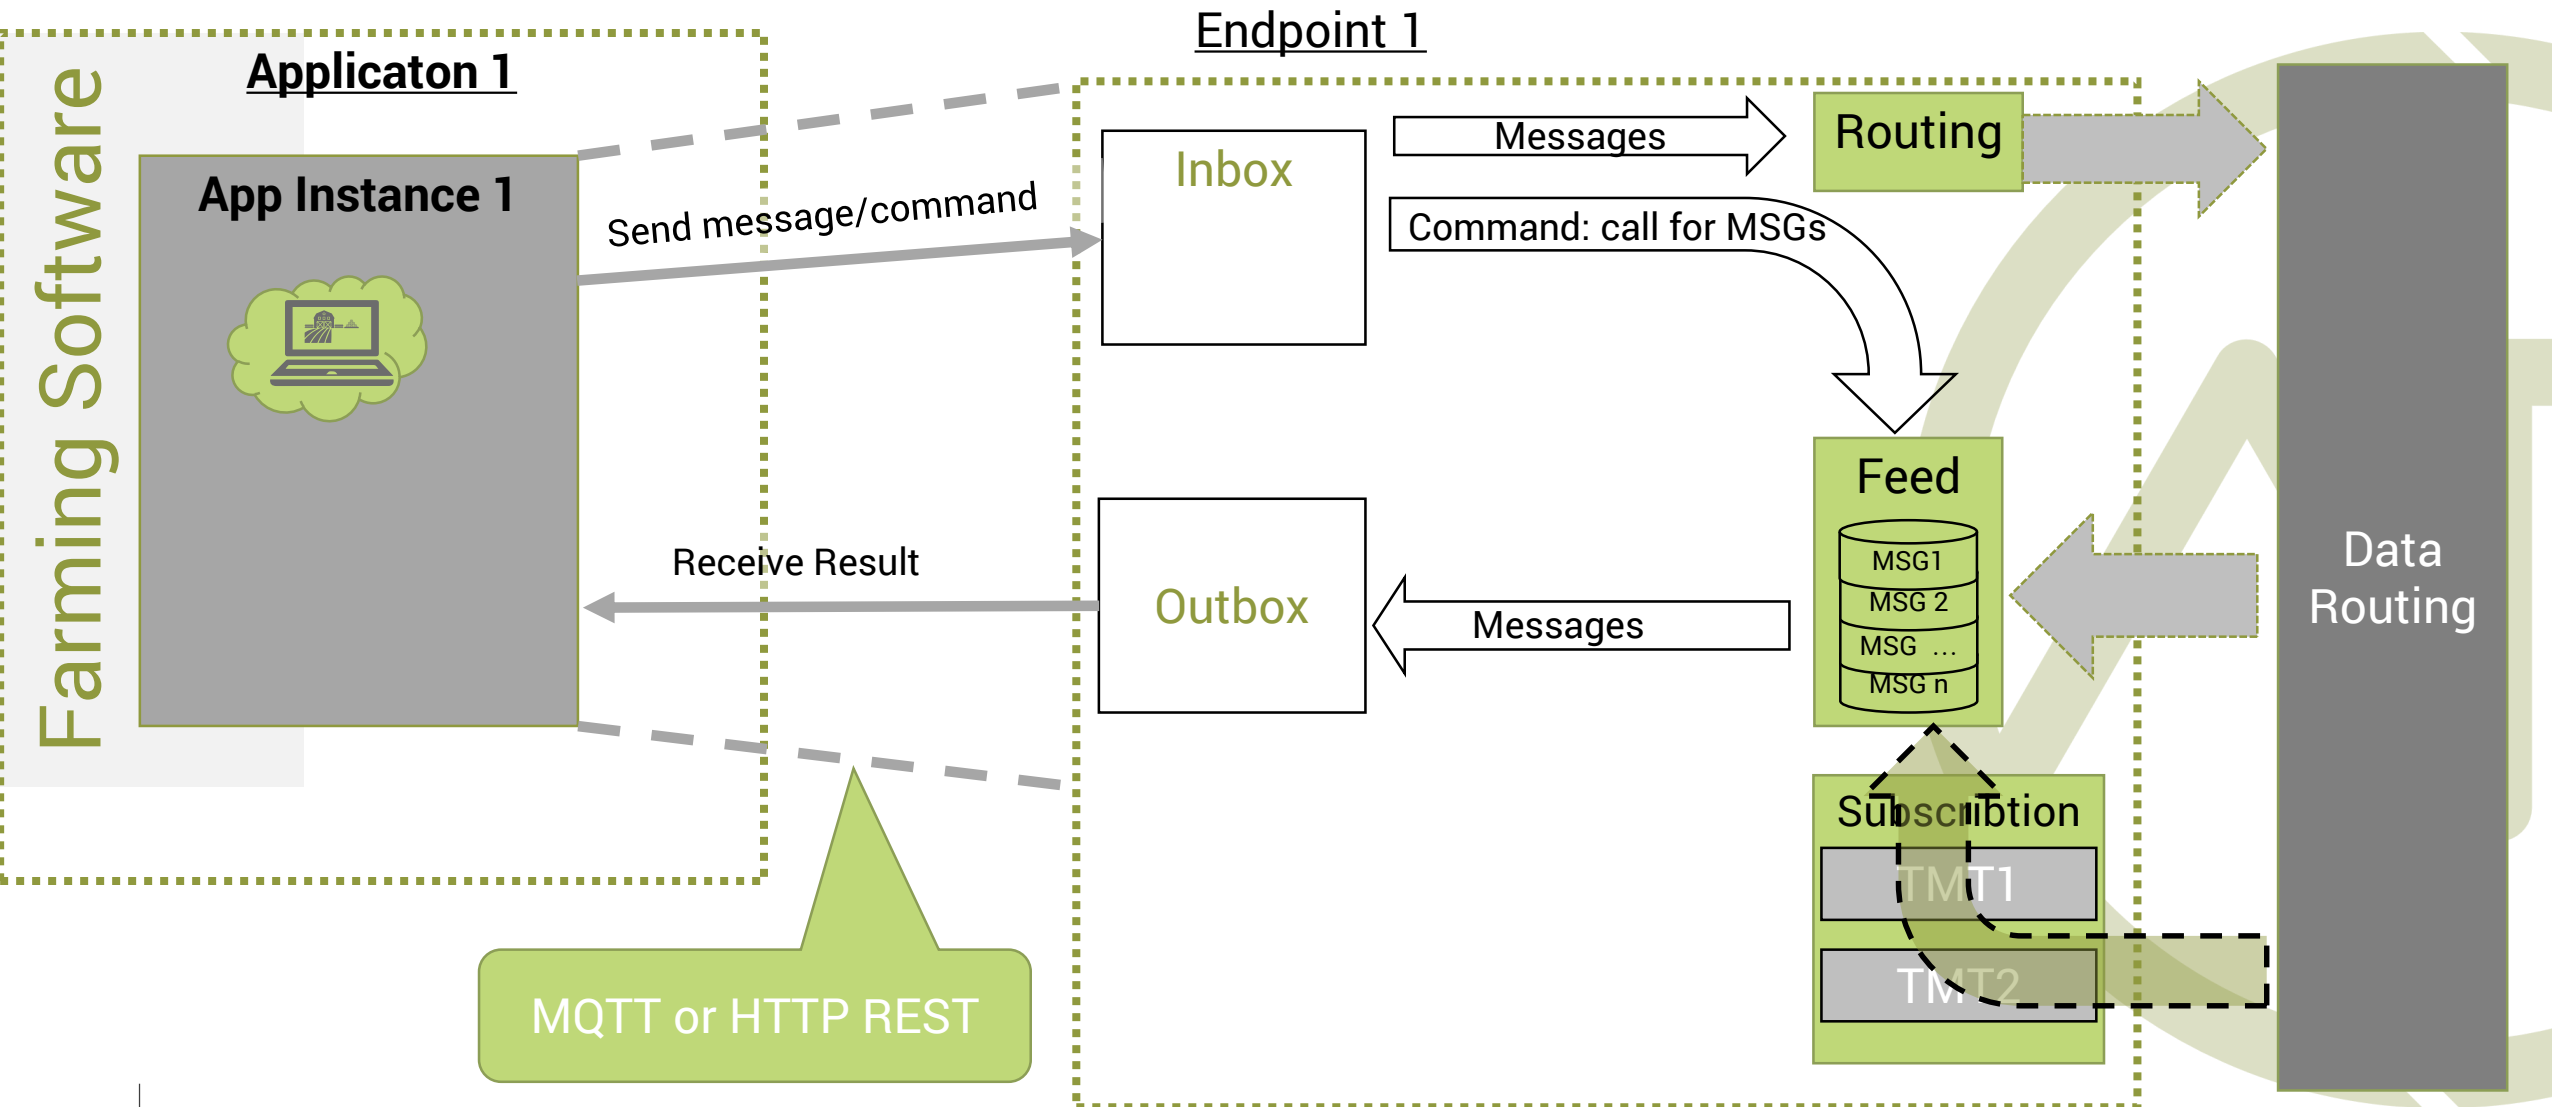 Endpoint 1
Applicaton 1
Farming Software
App Instance 1
Send message/command
Inbox
Messages
Routing
Command: call for MSGs
Feed
MSG1
MSG 2
MSG ...
MSG n
Receive Result
Outbox
Messages
Data
Routing
Subscribtion
TMT1
TMT2
MQTT or HTTP REST